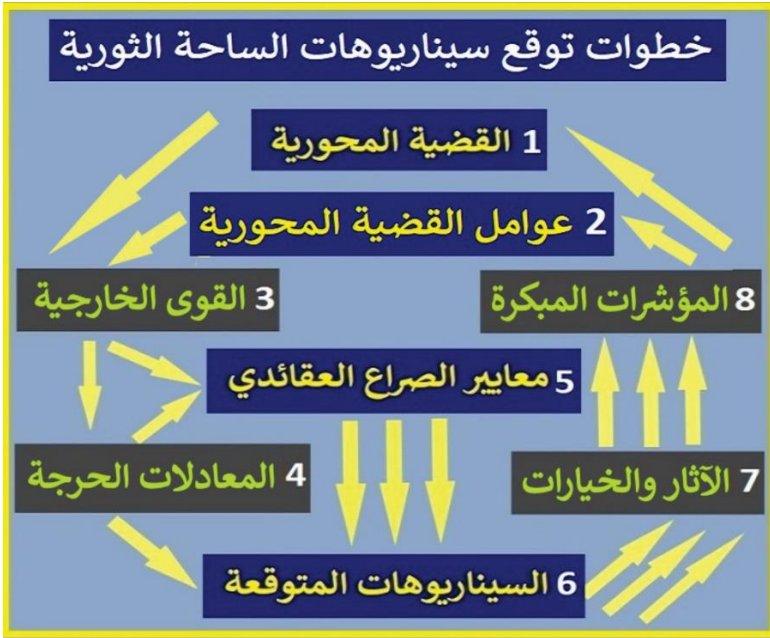 خطوات توقع سيناريوهات الساحة الثورية
1 القضية المحورية
2 عوامل القضية المحورية
3 القوى الخارجية
8 المؤشرات المبكرة
5 معايير الصراع العقائدي
4 المعادلات الحرجة
7 الآثار والخيارات
6 السيناريوهات المتوقعة